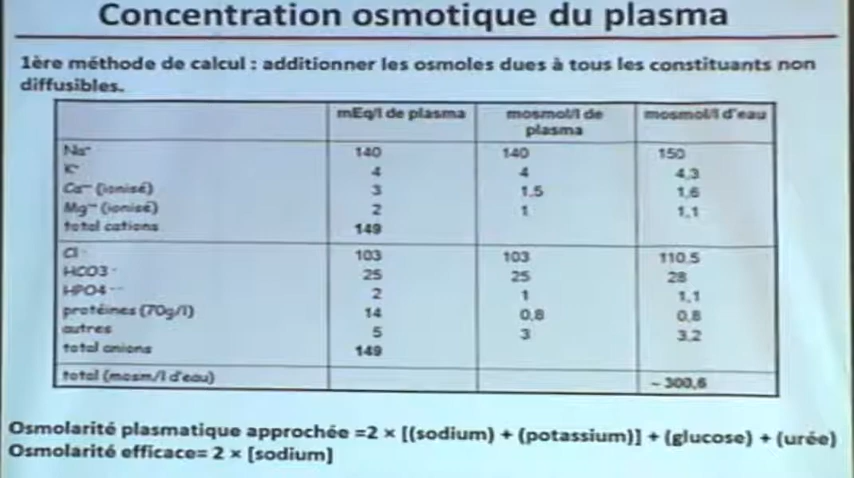 Concentration osmotique du plasma
1ère méthode de calcul : additionner les osmoles dues à tous les constituants non
diffusibles.
mEq/l de plasma mosmol/l de plasma mosmol/l d'eau
Na⁺ 140 140 150
K⁺ 4 4 4,3
Ca⁺⁺ (ionisé) 3 1.5 1,6
Mg⁺⁺ (ionisé) 2 1 1,1
total cations 149
Cl⁻ 103 103 110.5
HCO3⁻ 25 25 28
HPO4⁻⁻ 2 1 1,1
protéines (70g/l) 14 0,8 0,8
autres 5 3 3,2
total anions 149
total (mosm/l d'eau) ~ 300,6
Osmolarité plasmatique approchée =2 × [(sodium) + (potassium)] + (glucose) + (urée)
Osmolarité efficace= 2 × [sodium]